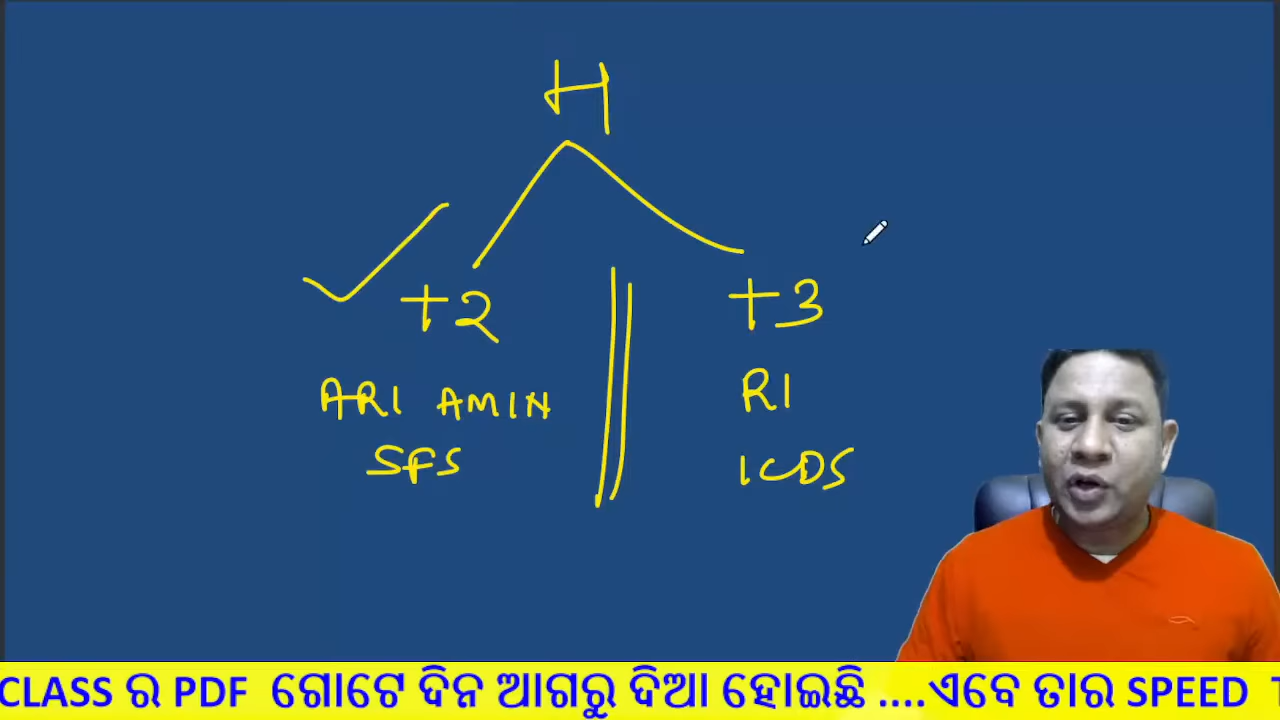 H
+2 +3
ARI AMIN RI
SFS ICDS
CLASS ର PDF ଗୋଟେ ଦିନ ଆଗରୁ ଦିଆ ହୋଇଛି ....ଏବେ ତାର SPEED